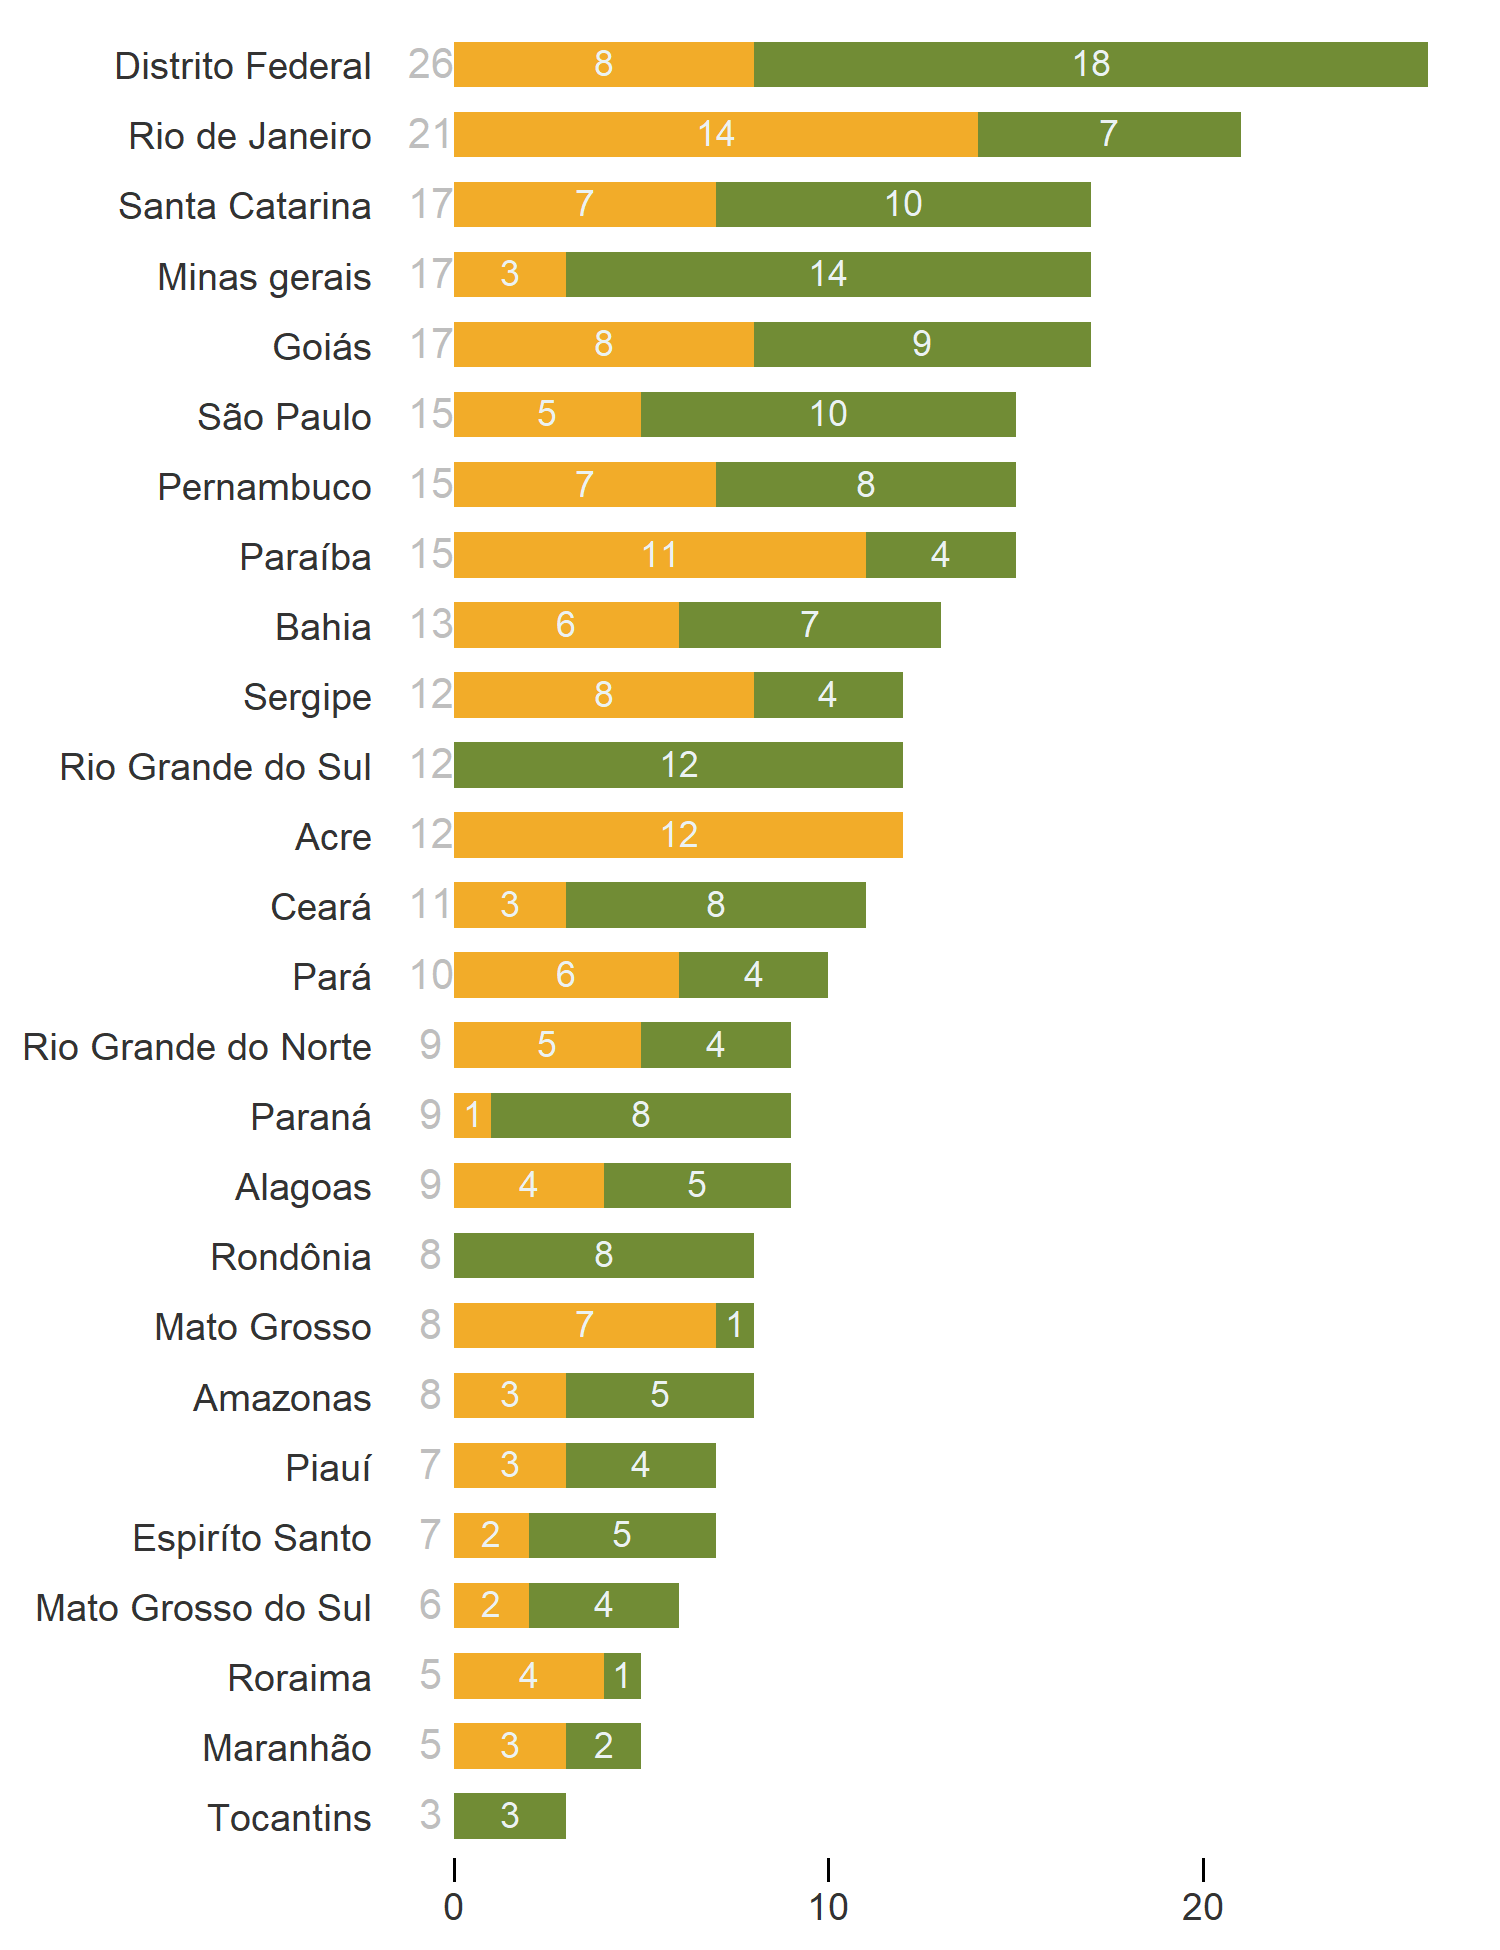 Distrito Federal 26 8 18
Rio de Janeiro 21 14 7
Santa Catarina 17 7 10
Minas gerais 17 3 14
Goiás 17 8 9
São Paulo 15 5 10
Pernambuco 15 7 8
Paraíba 15 11 4
Bahia 13 6 7
Sergipe 12 8 4
Rio Grande do Sul 12 12
Acre 12 12
Ceará 11 3 8
Pará 10 6 4
Rio Grande do Norte 9 5 4
Paraná 9 1 8
Alagoas 9 4 5
Rondônia 8 8
Mato Grosso 8 7 1
Amazonas 8 3 5
Piauí 7 3 4
Espiríto Santo 7 2 5
Mato Grosso do Sul 6 2 4
Roraima 5 4 1
Maranhão 5 3 2
Tocantins 3 3
0 10 20